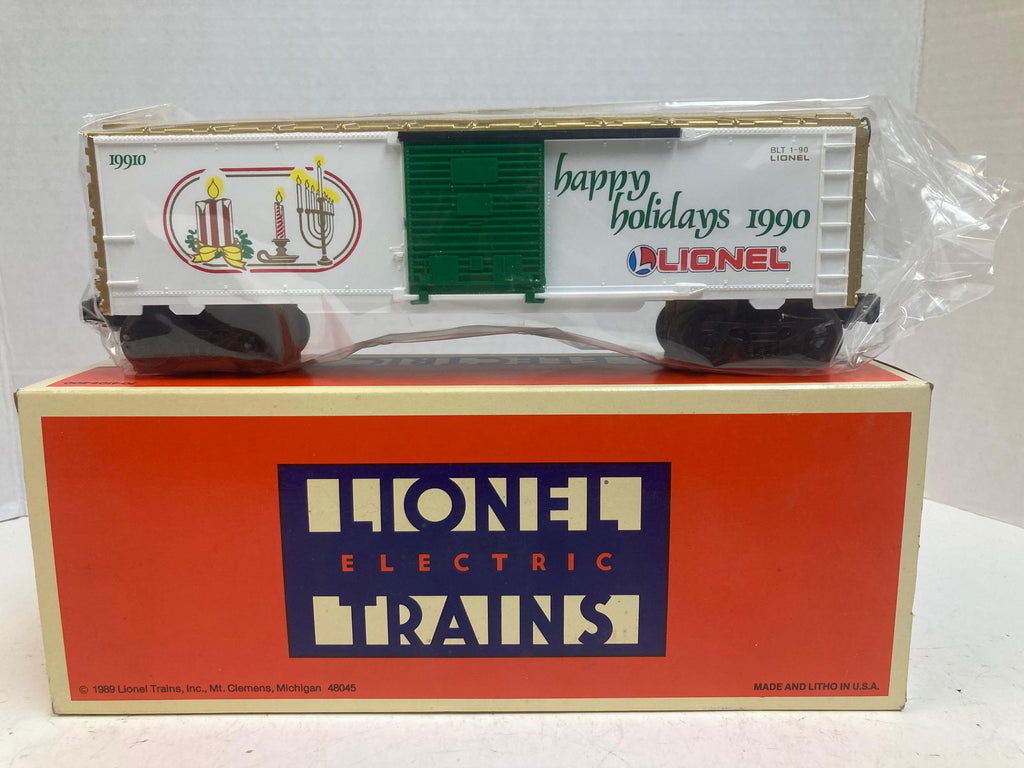 19910
BLT 1-90
LIONEL
happy
holidays 1990
LIONEL®
LIONEL
ELECTRIC
TRAINS
© 1989 Lionel Trains, Inc., Mt. Clemens, Michigan 48045
MADE AND LITHO IN U.S.A.